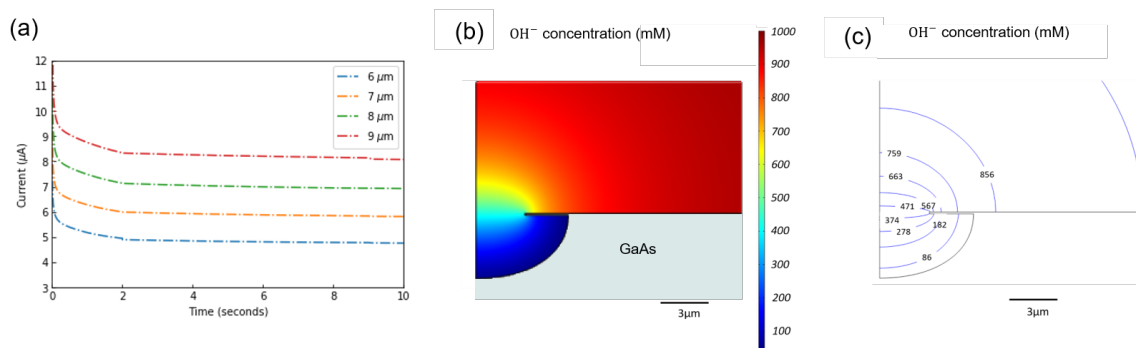 (a)
12
11
10
9
8
7
6
5
4
3
Current (µA)
0
2
4
6
8
10
Time (seconds)
6 µm
7 µm
8 µm
9 µm
(b)
OH⁻ concentration (mM)
1000
900
800
700
600
500
400
300
200
100
GaAs
3µm
(c)
OH⁻ concentration (mM)
759
663
856
471 567
374
182
278
86
3µm